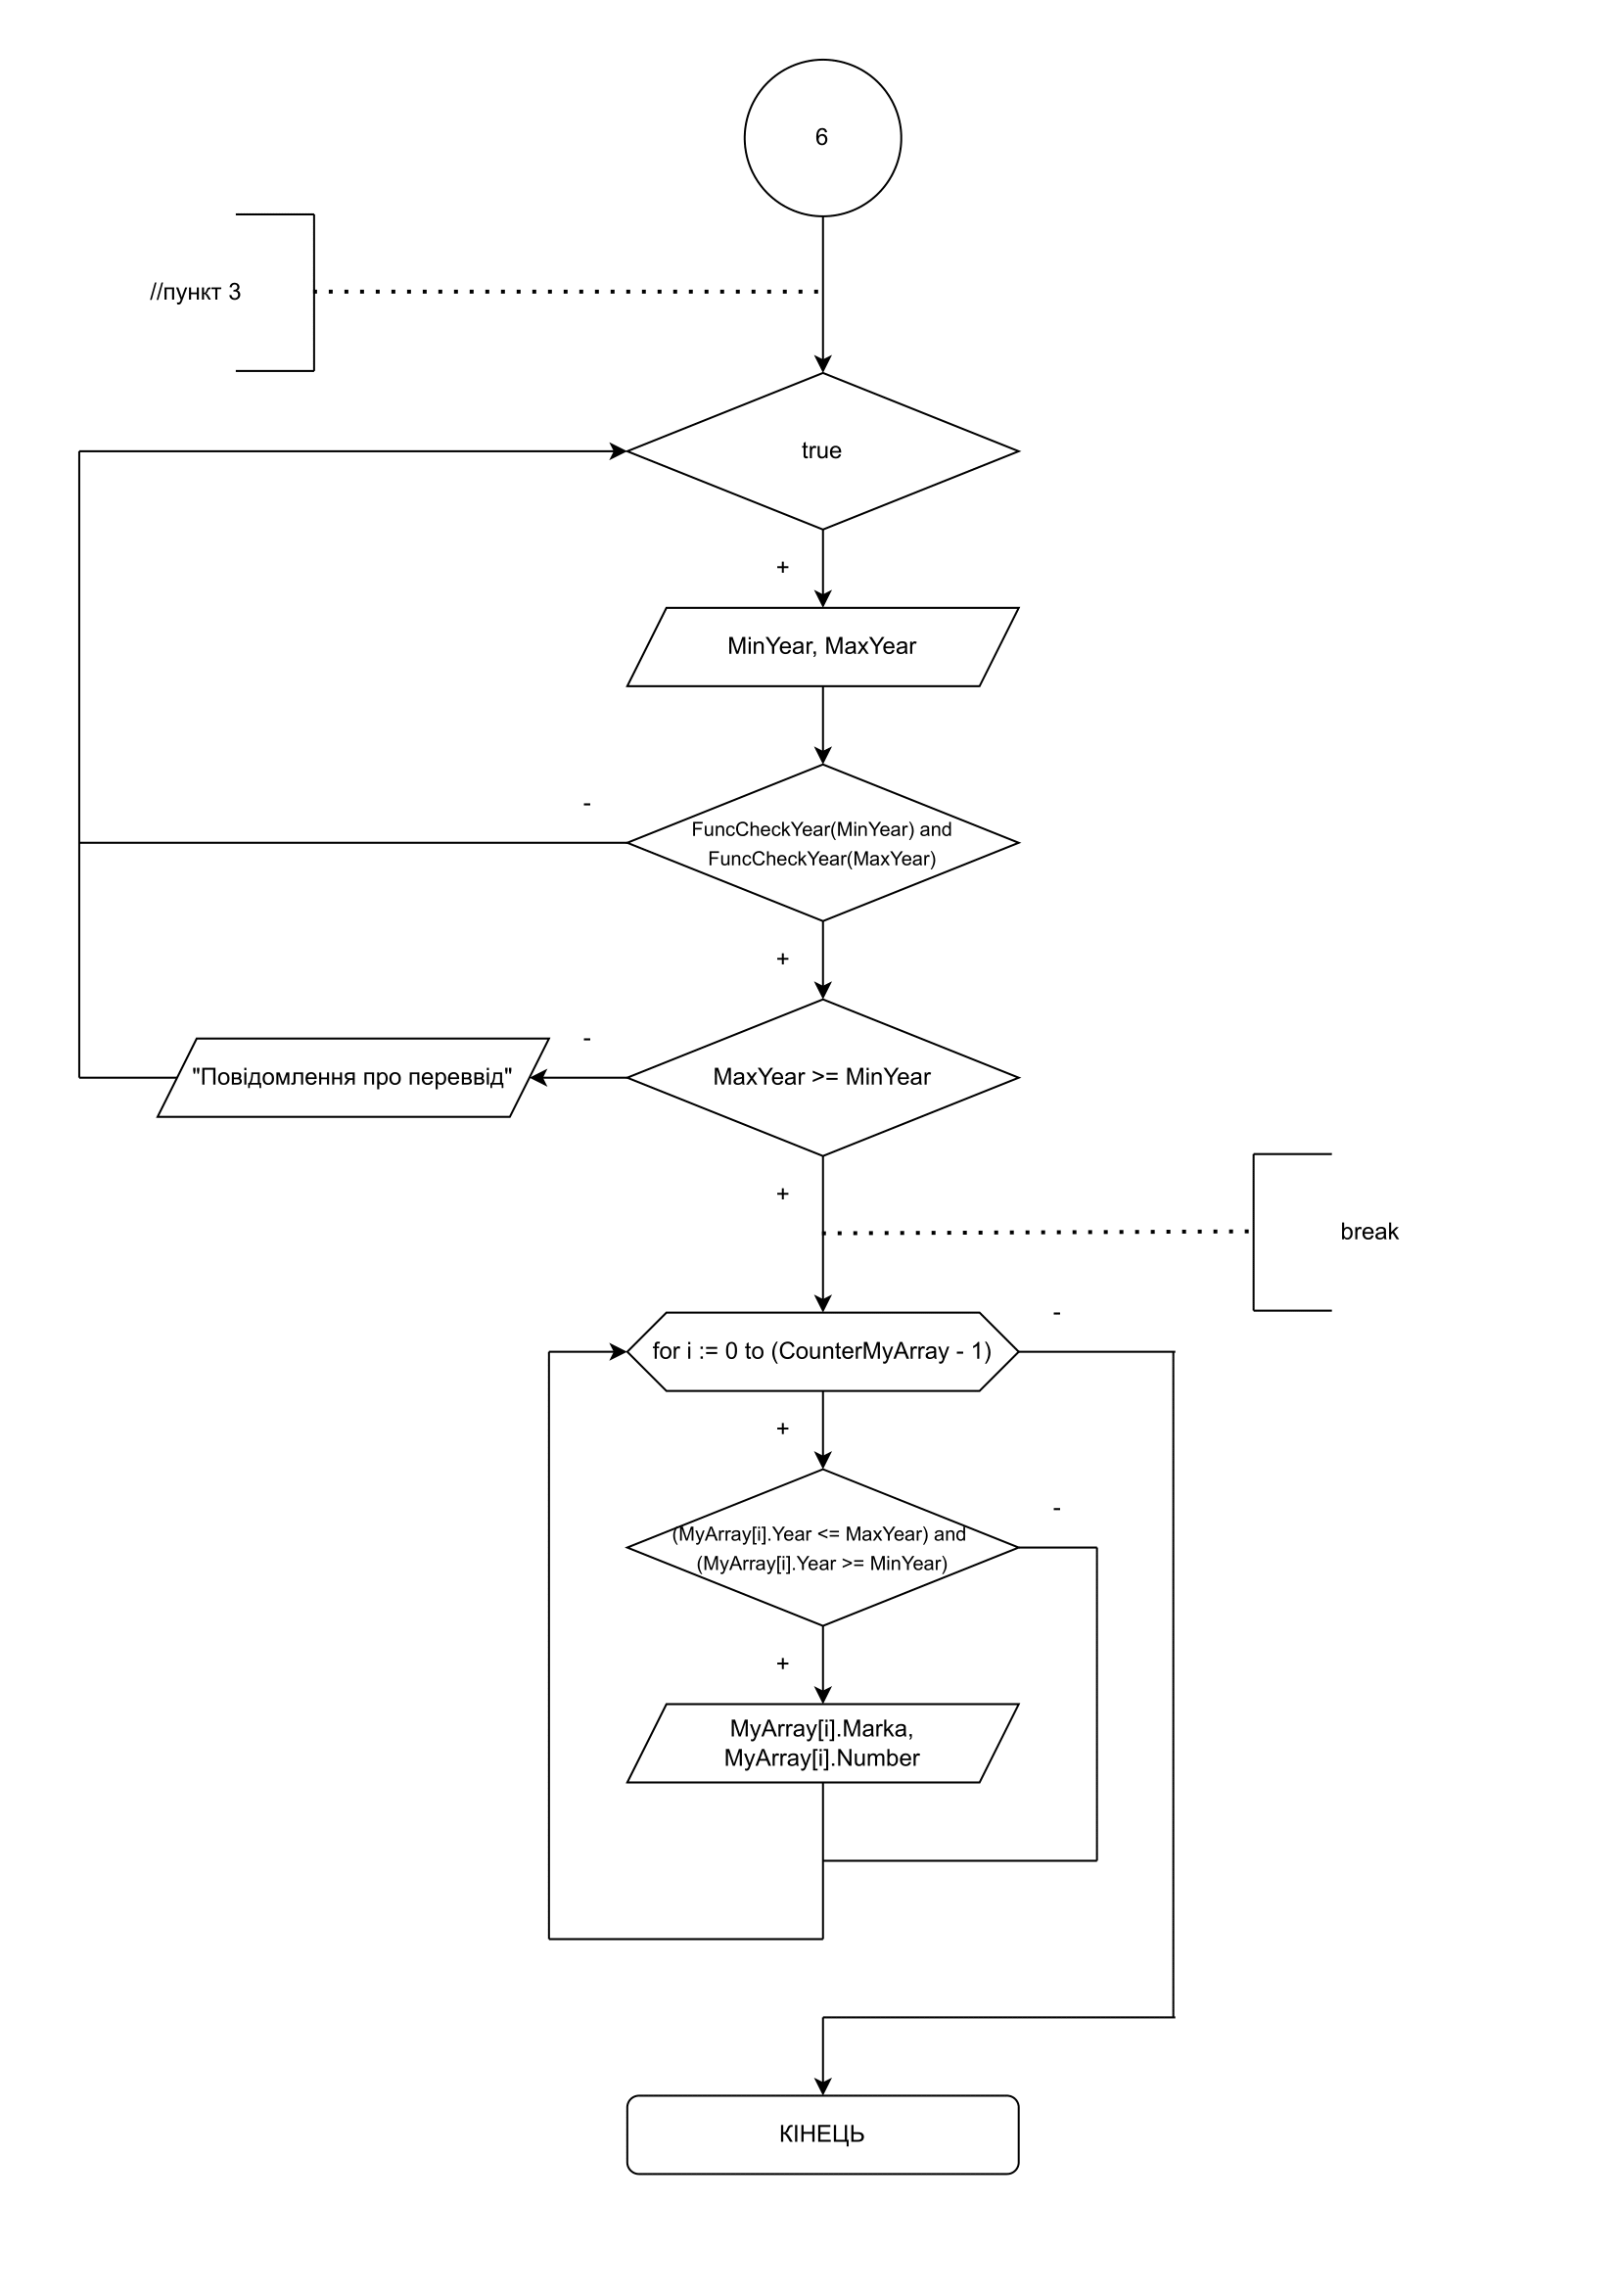 6
//пункт 3
true
+
MinYear, MaxYear
-
FuncCheckYear(MinYear) and
FuncCheckYear(MaxYear)
+
-
"Повідомлення про переввід"
MaxYear >= MinYear
+
break
-
for i := 0 to (CounterMyArray - 1)
+
-
(MyArray[i].Year <= MaxYear) and
(MyArray[i].Year >= MinYear)
+
MyArray[i].Marka,
MyArray[i].Number
КІНЕЦЬ